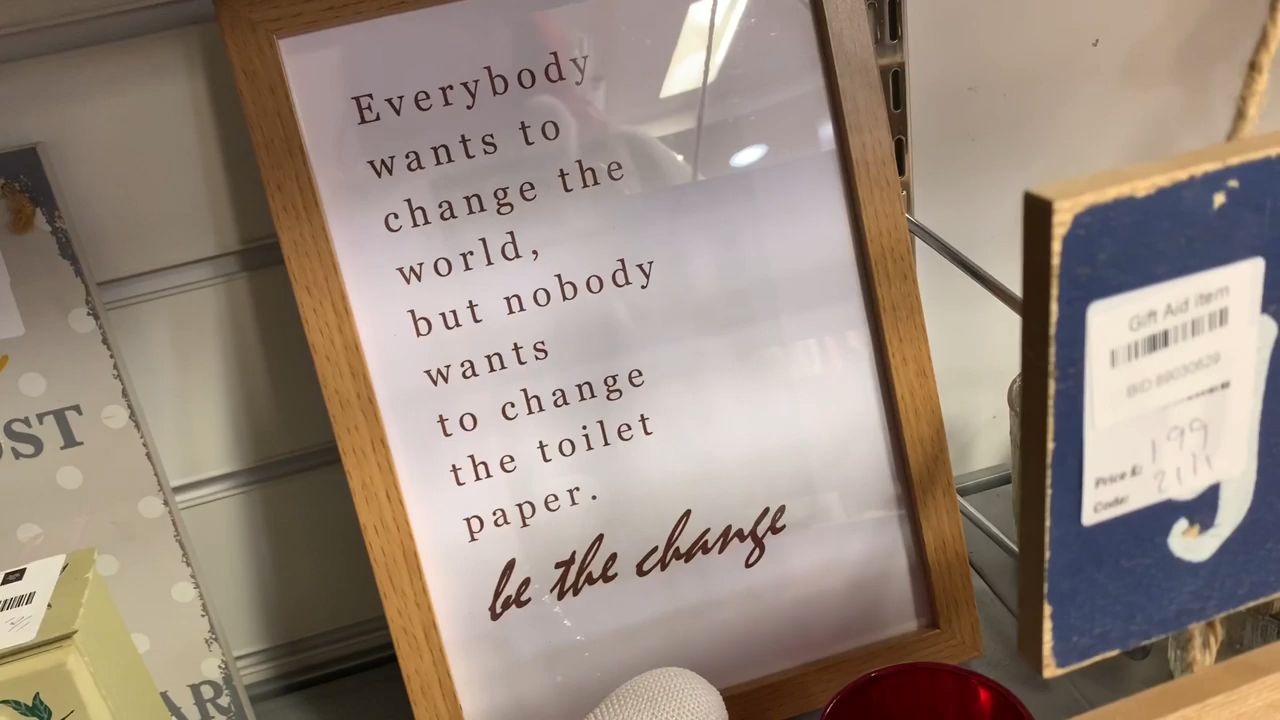 Everybody
wants to
change the
world,
but nobody
wants
to change
the toilet
paper.
be the change
Gift Aid item
Price £: 199
Code: